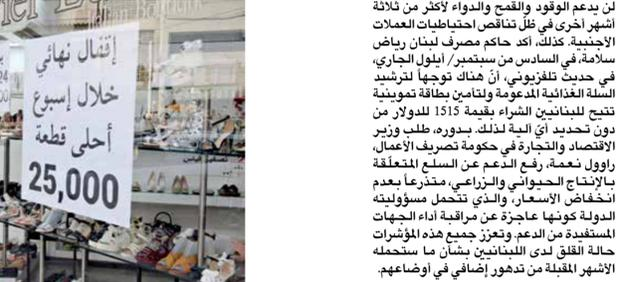 لن يدعم الوقود والقمح والدواء لأكثر من ثلاثة
أشهر أخرى في ظلّ تناقص احتياطيات العملات
الأجنبية. كذلك، أكد حاكم مصرف لبنان رياض
سلامة، في السادس من سبتمبر/ أيلول الجاري،
في حديث تلفزيوني، أنّ هناك توجهاً لترشيد
السلة الغذائية المدعومة ولتأمين بطاقة تموينية
تتيح للبنانيين الشراء بقيمة 1515 للدولار من
دون تحديد أيّ آلية لذلك. بدوره، طلب وزير
الاقتصاد والتجارة في حكومة تصريف الأعمال،
راوول نعمة، رفع الدعم عن السلع المتعلّقة
بالإنتاج الحيواني والزراعي، متذرعاً بعدم
انخفاض الأسعار، والذي تتحمل مسؤوليته
الدولة كونها عاجزة عن مراقبة أداء الجهات
المستفيدة من الدعم. وتعزز جميع هذه المؤشرات
حالة القلق لدى اللبنانيين بشأن ما ستحمله
الأشهر المقبلة من تدهور إضافي في أوضاعهم.
إقفال نهائي
خلال إسبوع
أحلى قطعة
25,000